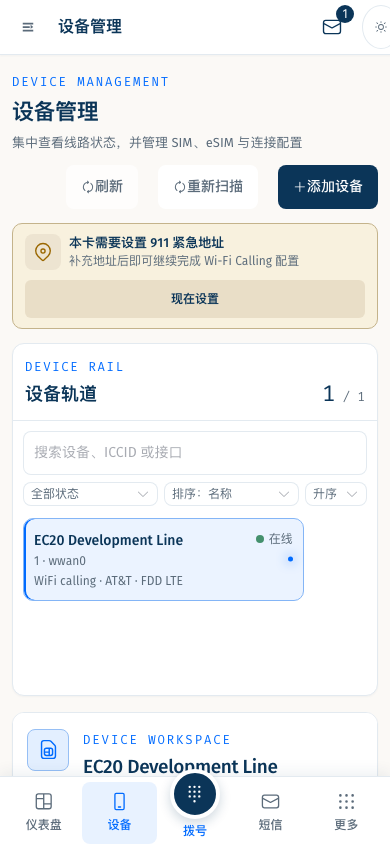 设备管理
1
DEVICE MANAGEMENT
设备管理
集中查看线路状态，并管理 SIM、eSIM 与连接配置
刷新
重新扫描
添加设备
本卡需要设置 911 紧急地址
补充地址后即可继续完成 Wi-Fi Calling 配置
现在设置
DEVICE RAIL
设备轨道
1 / 1
搜索设备、ICCID 或接口
全部状态
排序：名称
升序
EC20 Development Line
在线
1 · wwan0
WiFi calling · AT&T · FDD LTE
DEVICE WORKSPACE
EC20 Development Line
仪表盘
设备
拨号
短信
更多